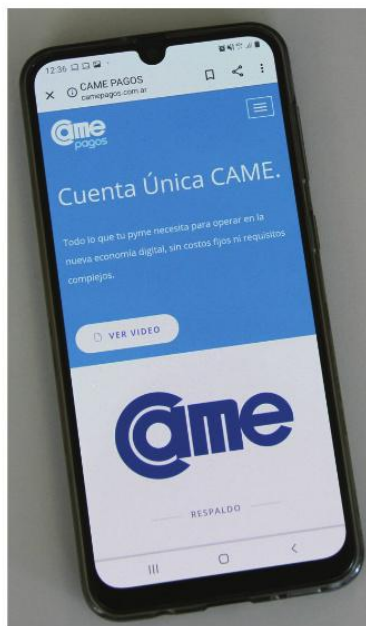 12:36
CAME PAGOS
camepagos.com.ar
Came
pagos
Cuenta Única CAME.
Todo lo que tu pyme necesita para operar en la
nueva economía digital, sin costos fijos ni requisitos
complejos.
VER VIDEO
Came
RESPALDO